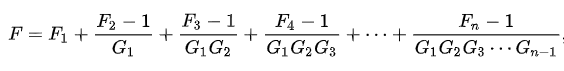 F = F_1 + \frac{F_2 - 1}{G_1} + \frac{F_3 - 1}{G_1 G_2} + \frac{F_4 - 1}{G_1 G_2 G_3} + \cdots + \frac{F_n - 1}{G_1 G_2 G_3 \cdots G_{n-1}},